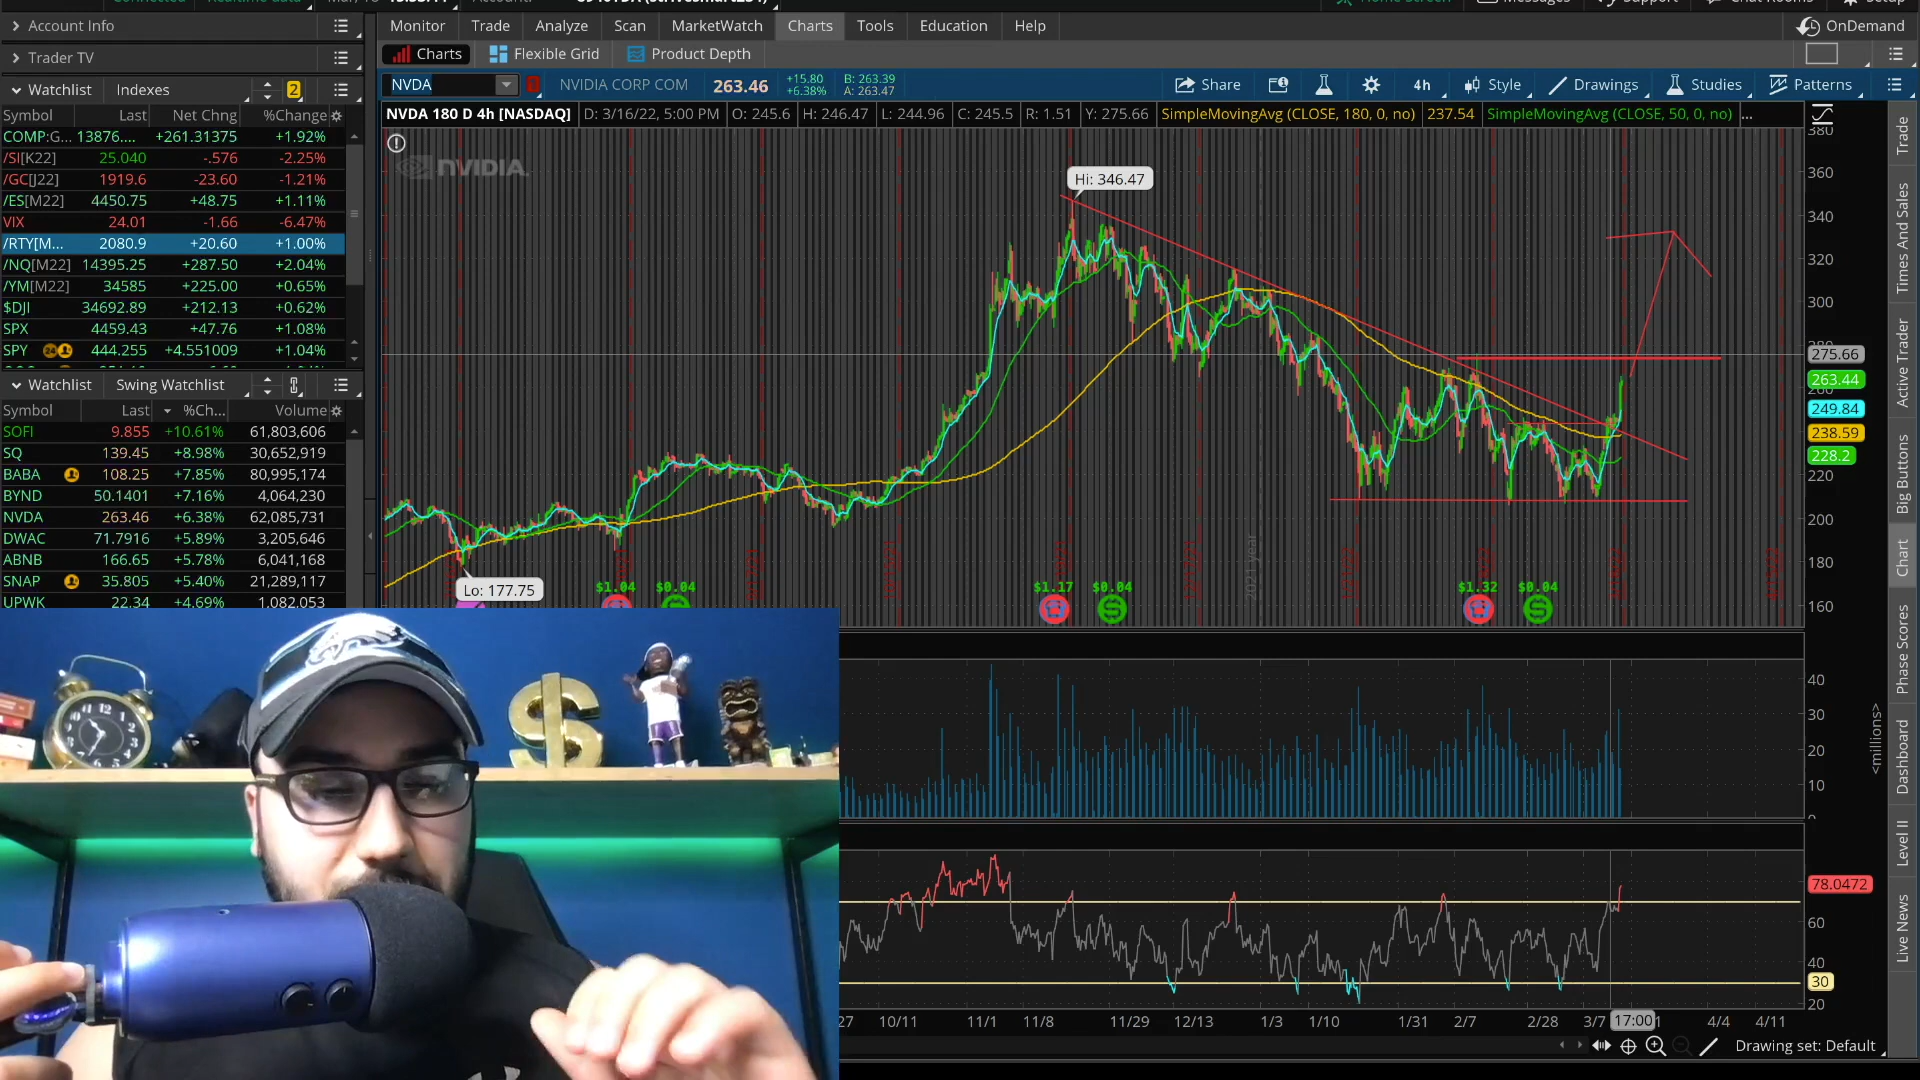 Monitor Trade Analyze Scan MarketWatch Charts Tools Education Help OnDemand
Account Info
Trader TV
Charts Flexible Grid Product Depth
Watchlist Indexes 2
NVDA NVIDIA CORP COM 263.46 +15.80 +6.38% B: 263.39 A: 263.47 Share 4h Style Drawings Studies Patterns
NVDA 180 D 4h [NASDAQ] D: 3/16/22, 5:00 PM O: 245.6 H: 246.47 L: 244.96 C: 245.5 R: 1.51 Y: 275.66 SimpleMovingAvg (CLOSE, 180, 0, no) 237.54 SimpleMovingAvg (CLOSE, 50, 0, no) ...
Symbol Last Net Chng %Change
COMP:G... 13876.... +261.31375 +1.92%
/SI[K22] 25.040 -.576 -2.25%
/GC[J22] 1919.6 -23.60 -1.21%
/ES[M22] 4450.75 +48.75 +1.11%
VIX 24.01 -1.66 -6.47%
/RTY[M... 2080.9 +20.60 +1.00%
/NQ[M22] 14395.25 +287.50 +2.04%
/YM[M22] 34585 +225.00 +0.65%
$DJI 34692.89 +212.13 +0.62%
SPX 4459.43 +47.76 +1.08%
SPY 444.255 +4.551009 +1.04%
Watchlist Swing Watchlist
Symbol Last %Ch... Volume
SOFI 9.855 +10.61% 61,803,606
SQ 139.45 +8.98% 30,652,919
BABA 108.25 +7.85% 80,995,174
BYND 50.1401 +7.16% 4,064,230
NVDA 263.46 +6.38% 62,085,731
DWAC 71.7916 +5.89% 3,205,646
ABNB 166.65 +5.78% 6,041,168
SNAP 35.805 +5.40% 21,289,117
UPWK 22.34 +4.69% 1,082,053
NVIDIA
Hi: 346.47
Lo: 177.75
$1.04 $0.04 $1.17 $0.04 $1.32 $0.04
2021 year
380
360
340
320
300
280
275.66
263.44
260
249.84
238.59
228.2
220
200
180
160
40
30
20
10
0
<millions>
78.0472
60
40
30
20
27 10/11 11/1 11/8 11/29 12/13 1/3 1/10 1/31 2/7 2/28 3/7 17:00 4/4 4/11
Drawing set: Default
Trade
Times And Sales
Active Trader
Big Buttons
Chart
Phase Scores
Dashboard
Level II
Live News